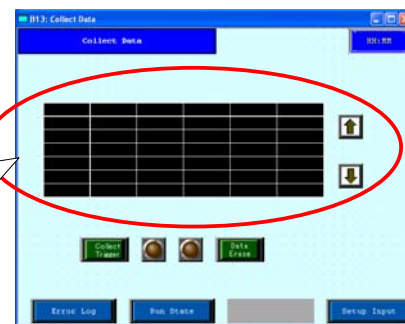 B13: Collect Data
Collect Data
HH:MM
Collect
Trigger
Data
Erase
Error Log
Run State
Setup Input